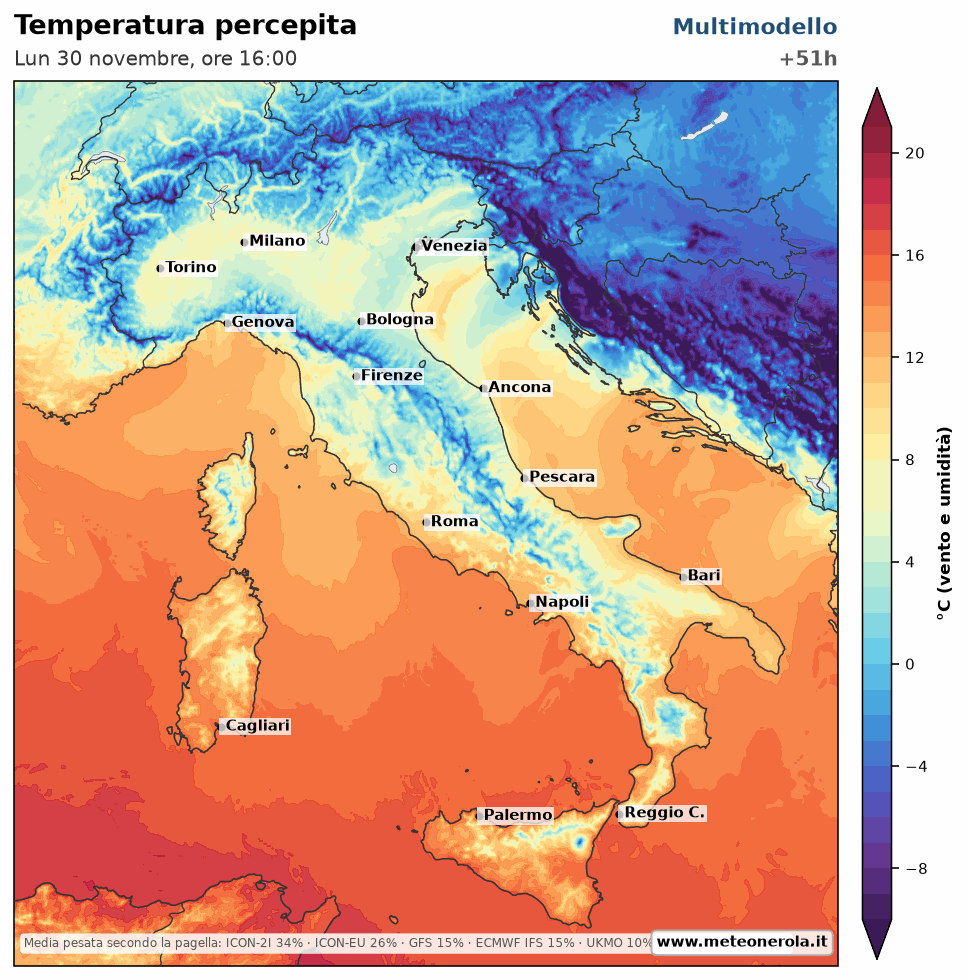 Temperatura percepita
Multimodello
Lun 30 novembre, ore 16:00
+51h
20
16
12
8
4
0
−4
−8
°C (vento e umidità)
Milano
Venezia
Torino
Genova
Bologna
Firenze
Ancona
Pescara
Roma
Bari
Napoli
Cagliari
Palermo
Reggio C.
Media pesata secondo la pagella: ICON-2I 34% · ICON-EU 26% · GFS 15% · ECMWF IFS 15% · UKMO 10%
www.meteonerola.it